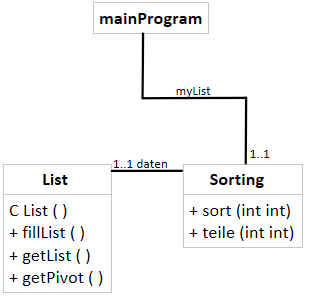 mainProgram
myList
1..1
1..1 daten
List
C List ( )
+ fillList ( )
+ getList ( )
+ getPivot ( )
Sorting
+ sort (int int)
+ teile (int int)